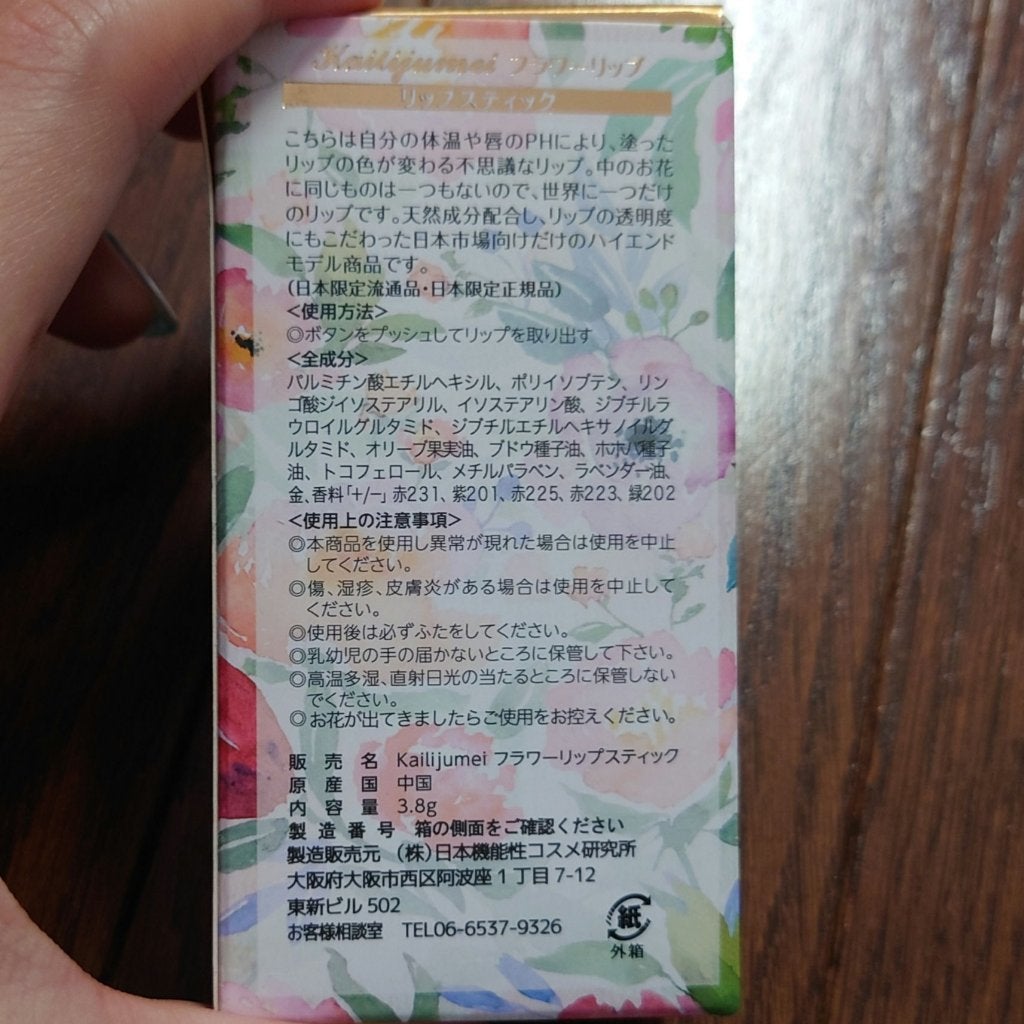 Kailijumei フラワーリップ
リップスティック
こちらは自分の体温や唇のPHにより、塗った
リップの色が変わる不思議なリップ。中のお花
に同じものは一つもないので、世界に一つだけ
のリップです。天然成分配合し、リップの透明度
にもこだわった日本市場向けだけのハイエンド
モデル商品です。
(日本限定流通品・日本限定正規品)
<使用方法>
◎ボタンをプッシュしてリップを取り出す
<全成分>
パルミチン酸エチルヘキシル、ポリイソブテン、リン
ゴ酸ジイソステアリル、イソステアリン酸、ジブチルラ
ウロイルグルタミド、ジブチルエチルヘキサノイルグ
ルタミド、オリーブ果実油、ブドウ種子油、ホホバ種子
油、トコフェロール、メチルパラベン、ラベンダー油、
金、香料「+/−」赤231、紫201、赤225、赤223、緑202
<使用上の注意事項>
◎本商品を使用し異常が現れた場合は使用を中止
してください。
◎傷、湿疹、皮膚炎がある場合は使用を中止して
ください。
◎使用後は必ずふたをしてください。
◎乳幼児の手の届かないところに保管して下さい。
◎高温多湿、直射日光の当たるところに保管しない
でください。
◎お花が出てきましたらご使用をお控えください。
販売名 Kailijumei フラワーリップスティック
原産国 中国
内容量 3.8g
製造番号 箱の側面をご確認ください
製造販売元 (株)日本機能性コスメ研究所
大阪府大阪市西区阿波座1丁目7-12
東新ビル502
お客様相談室 TEL06-6537-9326
紙
外箱